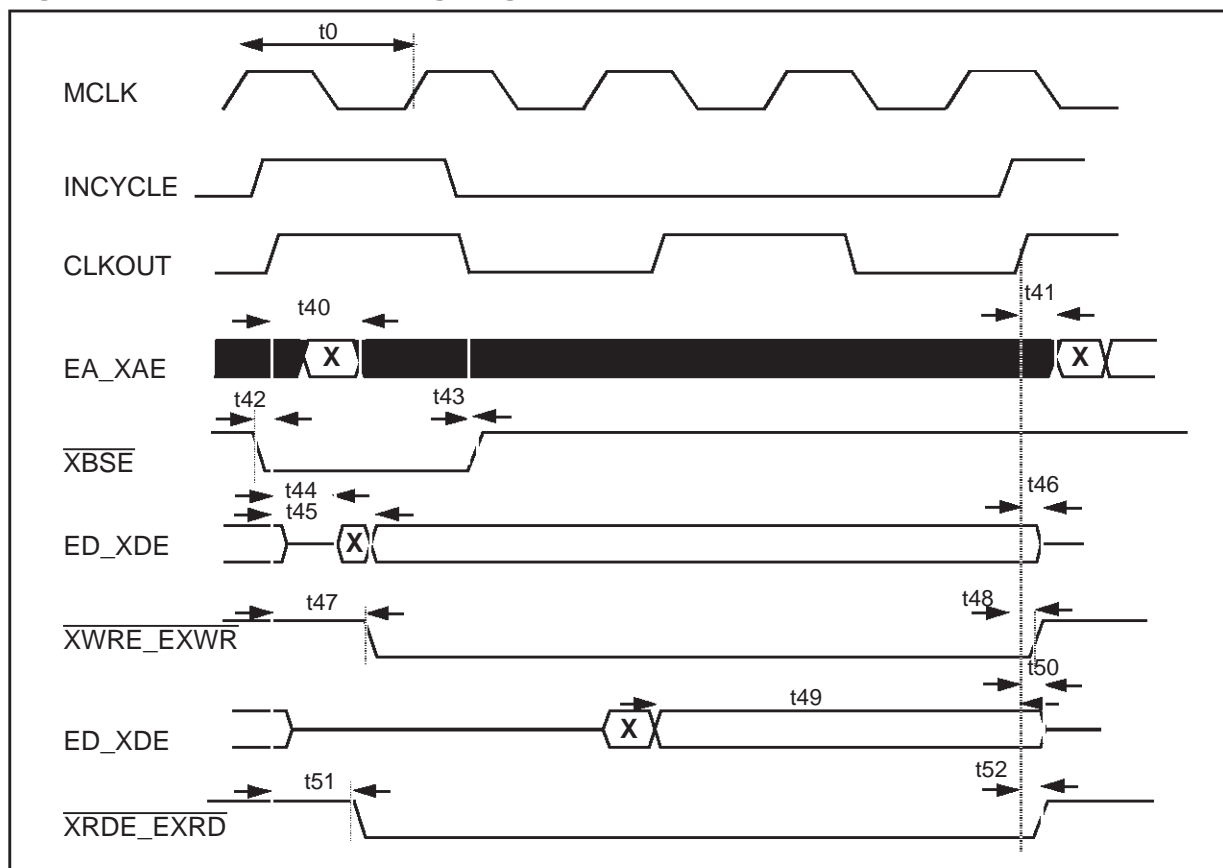 t0
MCLK
INCYCLE
CLKOUT
t40
t41
EA_XAE
X
X
t42
t43
XBSE
t44
t45
t46
ED_XDE
X
t47
t48
XWRE_EXWR
t50
t49
ED_XDE
X
t51
t52
XRDE_EXRD